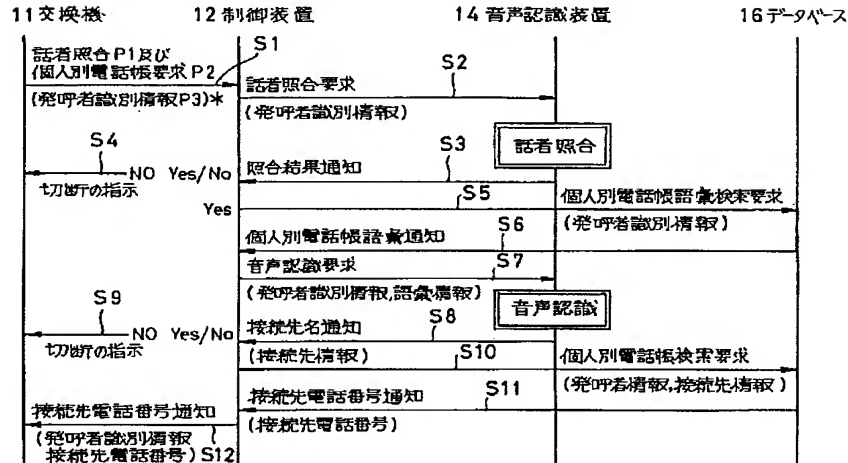 11交換機
12制御装置
14音声認識装置
16データベース
話者照合P1及び
個人別電話帳要求P2
S1
(発呼者識別情報P3)*
話者照合要求
S2
(発呼者識別情報)
話者照合
S4
NO Yes/No
切断の指示
照合結果通知
S3
Yes
S5
個人別電話帳語彙検索要求
(発呼者識別情報)
個人別電話帳語彙通知
S6
音声認識要求
S7
(発呼者識別情報,語彙情報)
音声認識
S9
NO Yes/No
切断の指示
接続先名通知
S8
(接続先情報)
S10
個人別電話帳検索要求
(発呼者情報,接続先情報)
接続先電話番号通知
S11
(接続先電話番号)
接続先電話番号通知
(発呼者識別情報
接続先電話番号)S12